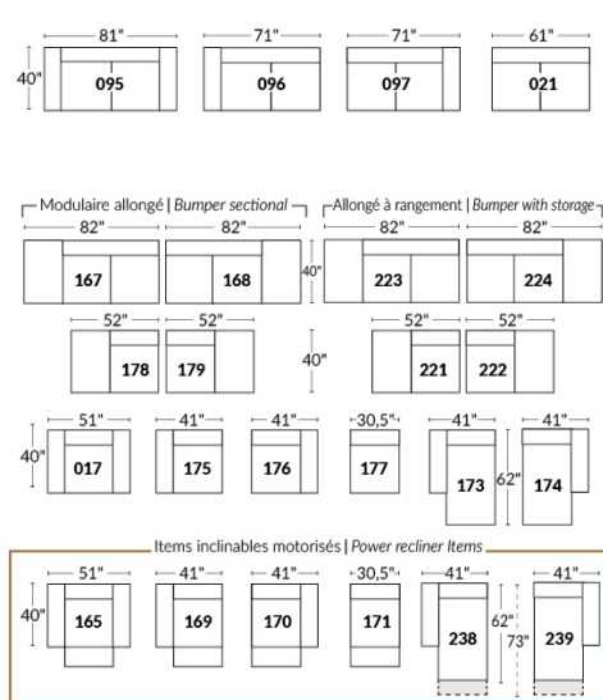 81" 71" 71" 61"
40" 095 096 097 021
Modulaire allongé | Bumper sectional Allongé à rangement | Bumper with storage
82" 82" 82" 82"
167 168 40" 223 224
52" 52" 52" 52"
178 179 40" 221 222
51" 41" 41" 30,5" 41" 41"
40" 017 175 176 177 173 62" 174
Items inclinables motorisés | Power recliner Items
51" 41" 41" 30,5" 41" 41"
40" 165 169 170 171 238 62" 73" 239